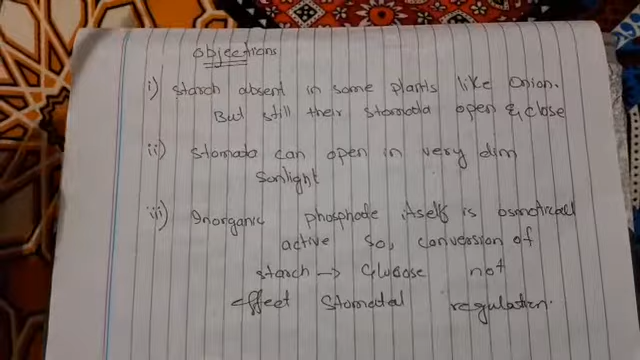 objections
i) starch absent in some plants like onion.
But still their stomata open & close
ii) stomata can open in very dim
sunlight
iii) Inorganic phosphate itself is osmotical
active so, conversion of
starch → Glucose not
effect stomatal regulation.